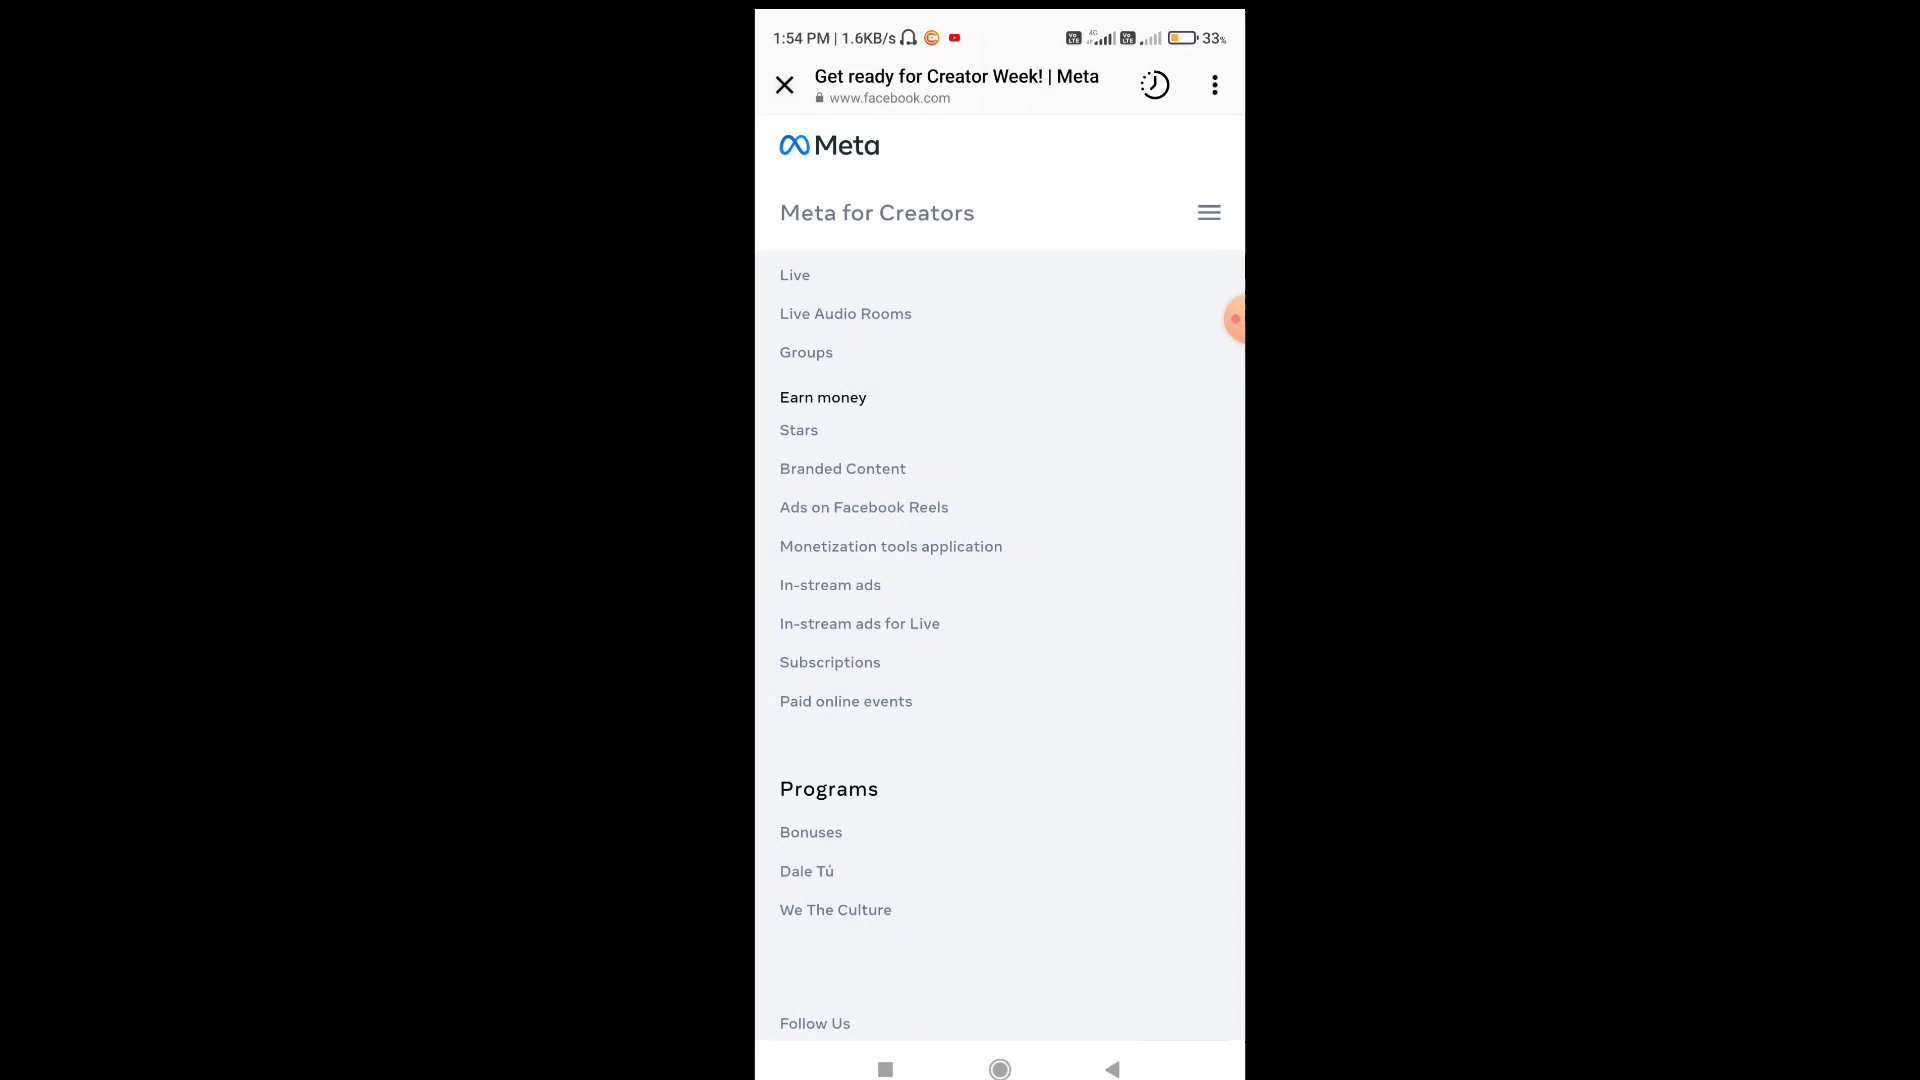 1:54 PM | 1.6KB/s 33%
Get ready for Creator Week! | Meta
www.facebook.com
Meta
Meta for Creators
Live
Live Audio Rooms
Groups
Earn money
Stars
Branded Content
Ads on Facebook Reels
Monetization tools application
In-stream ads
In-stream ads for Live
Subscriptions
Paid online events
Programs
Bonuses
Dale Tú
We The Culture
Follow Us